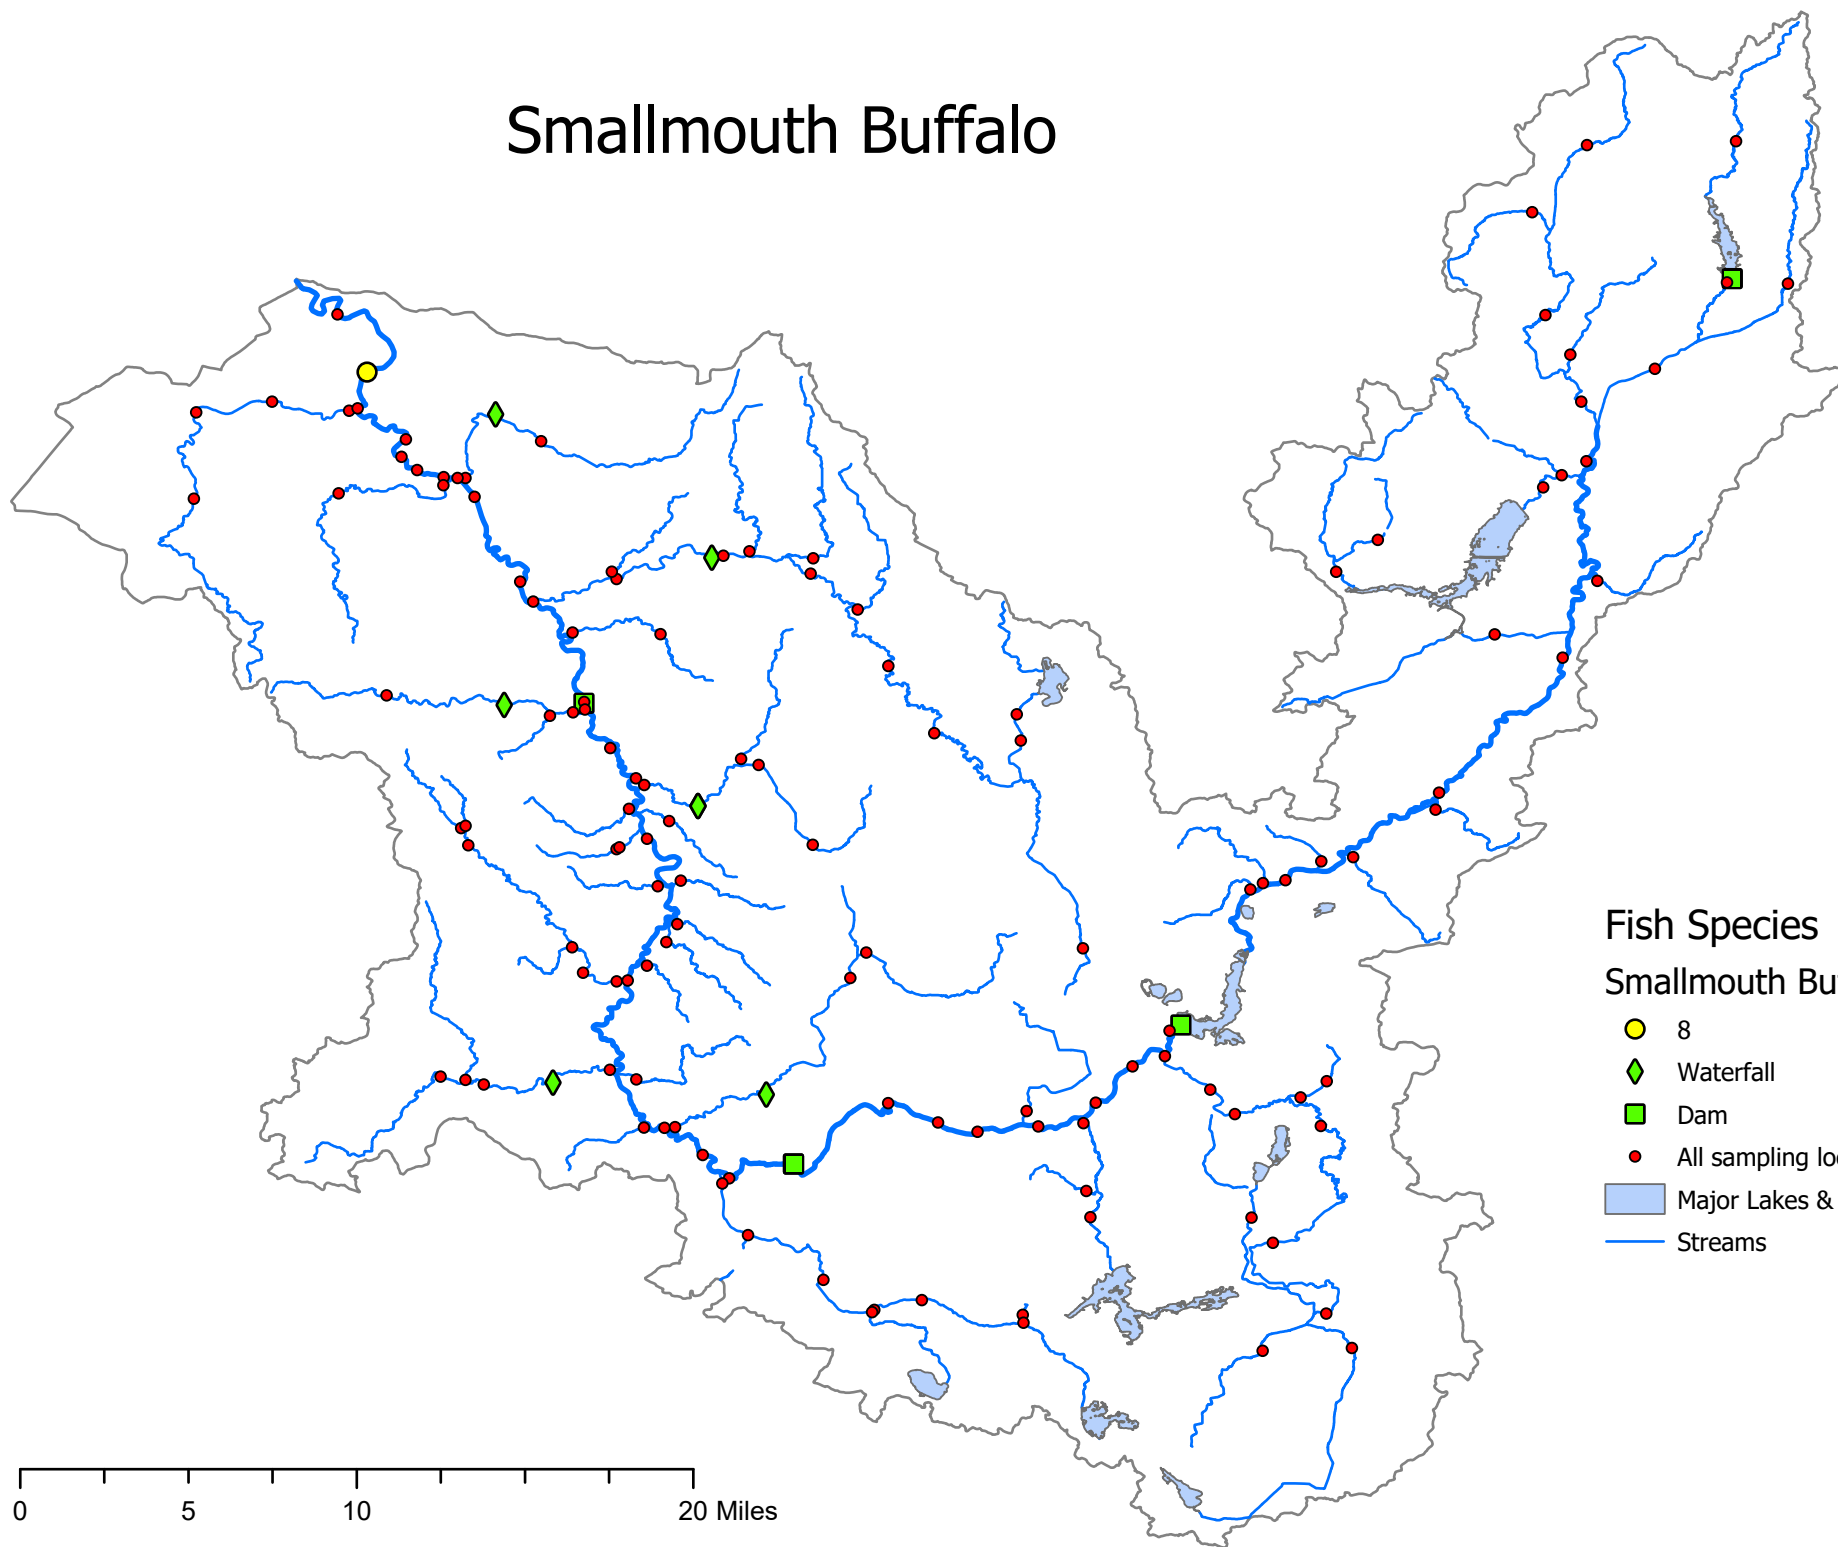 Smallmouth Buffalo
Fish Species
Smallmouth Bu
8
Waterfall
Dam
All sampling lo
Major Lakes &
Streams
0 5 10 20 Miles